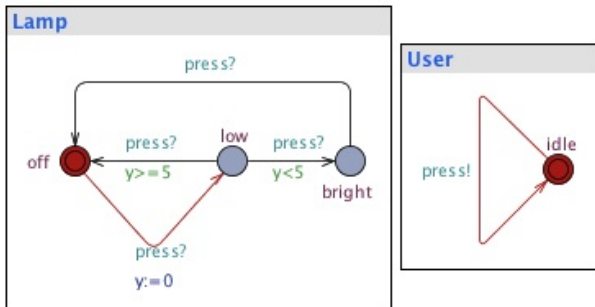 Lamp
press?
press?
low
press?
off
y>=5
y<5
bright
press?
y:=0
User
idle
press!